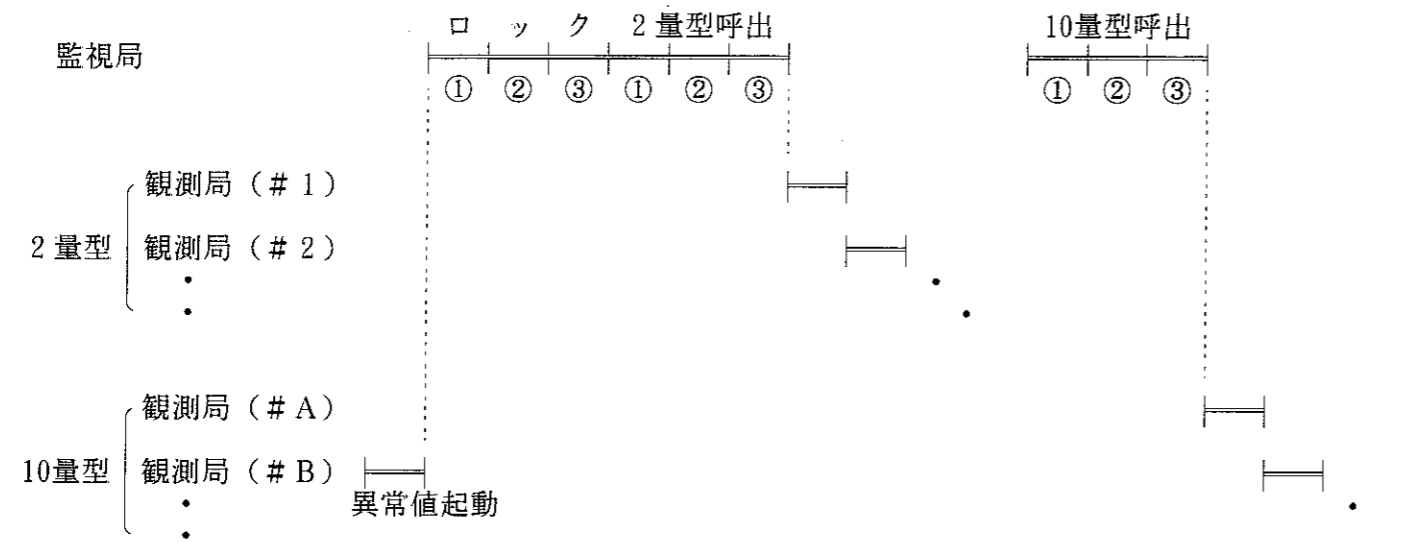 ロック 2量型呼出 10量型呼出
監視局
① ② ③ ① ② ③ ① ② ③
観測局（＃1）
2量型 観測局（＃2）
観測局（＃A）
10量型 観測局（＃B）
異常値起動